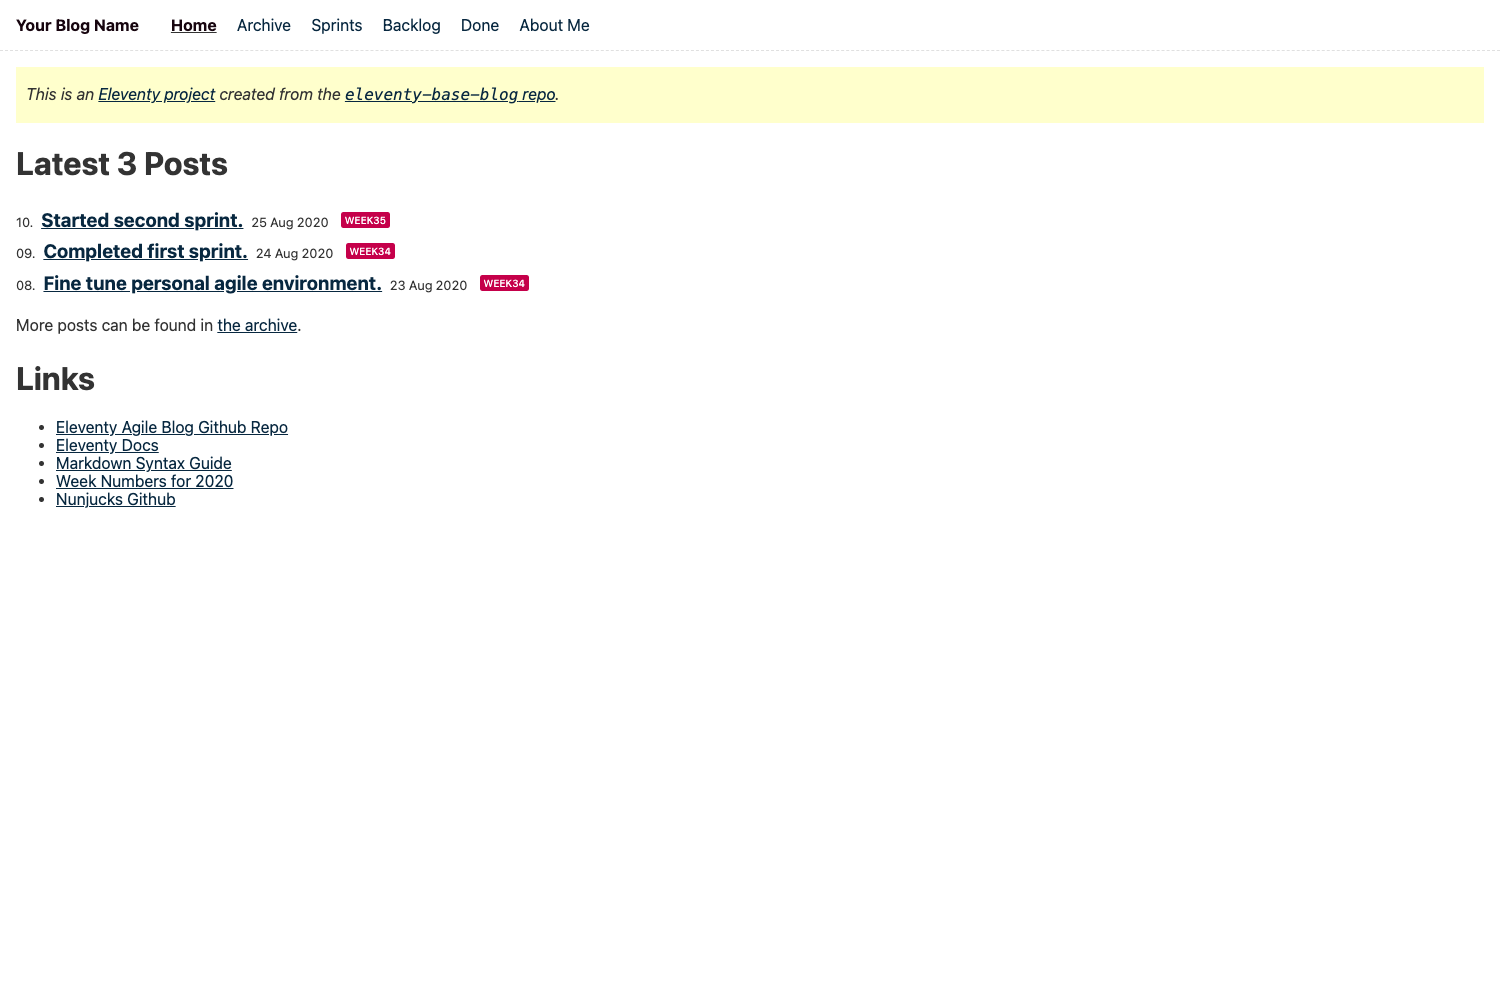 Your Blog Name Home Archive Sprints Backlog Done About Me
This is an Eleventy project created from the eleventy-base-blog repo.
Latest 3 Posts
10. Started second sprint. 25 Aug 2020 WEEK35
09. Completed first sprint. 24 Aug 2020 WEEK34
08. Fine tune personal agile environment. 23 Aug 2020 WEEK34
More posts can be found in the archive.
Links
• Eleventy Agile Blog Github Repo
• Eleventy Docs
• Markdown Syntax Guide
• Week Numbers for 2020
• Nunjucks Github